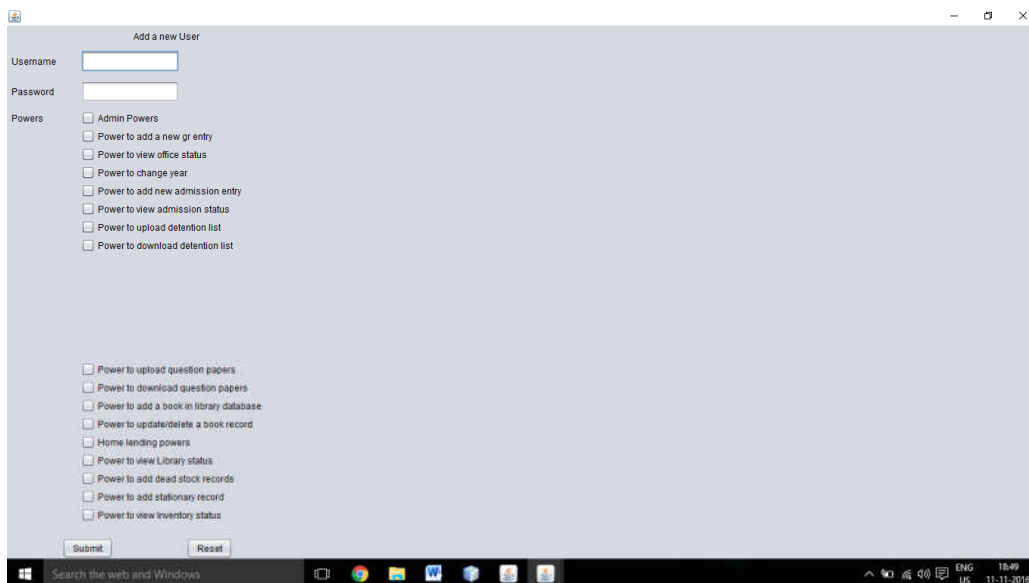 Add a new User
Username
Password
Powers Admin Powers
Power to add a new gr entry
Power to view office status
Power to change year
Power to add new admission entry
Power to view admission status
Power to upload detention list
Power to download detention list
Power to upload question papers
Power to download question papers
Power to add a book in library database
Power to update/delete a book record
Home lending powers
Power to view Library status
Power to add dead stock records
Power to add stationary record
Power to view Inventory status
Submit Reset
Search the web and Windows ENG 18:49
US 11-11-2016